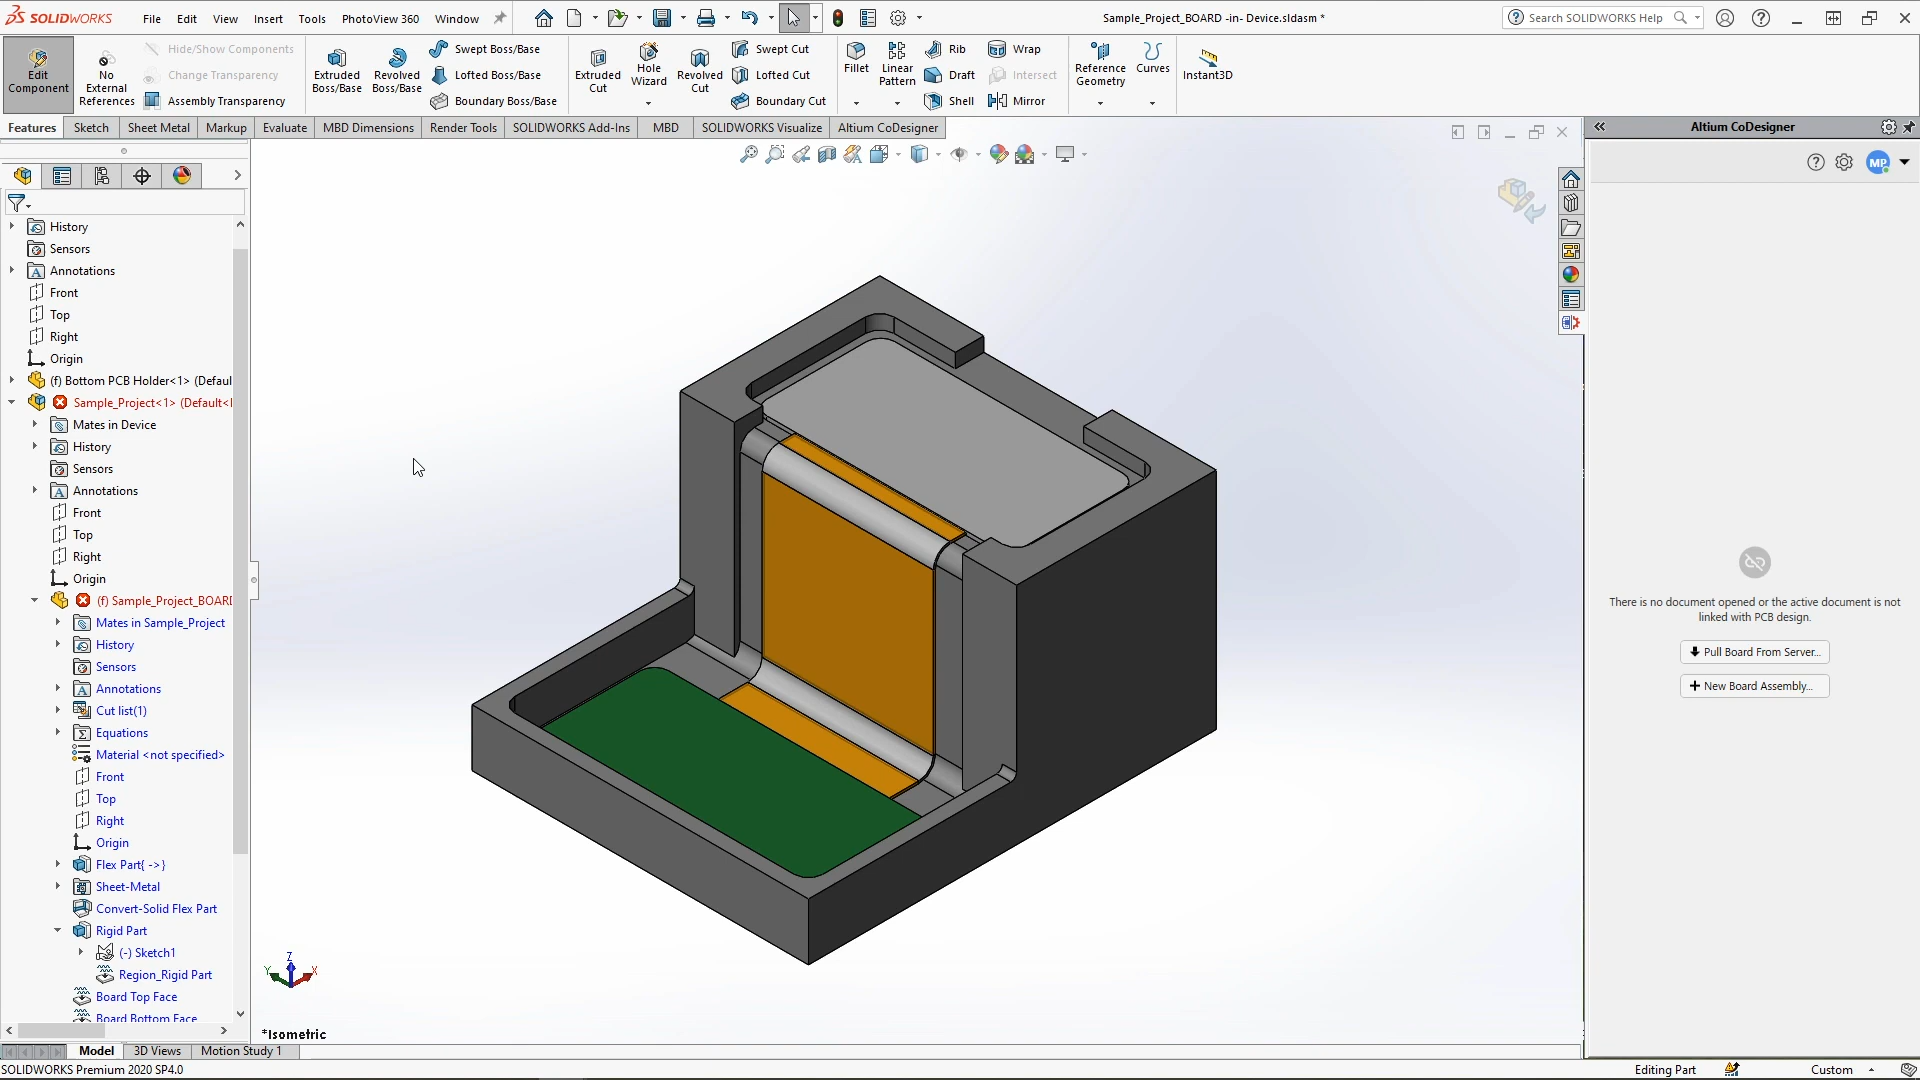 SOLIDWORKS
File Edit View Insert Tools PhotoView 360 Window
Sample_Project_BOARD -in- Device.sldasm *
Search SOLIDWORKS Help
Edit Component
No External References
Hide/Show Components
Change Transparency
Assembly Transparency
Extruded Boss/Base
Revolved Boss/Base
Swept Boss/Base
Lofted Boss/Base
Boundary Boss/Base
Extruded Cut
Hole Wizard
Revolved Cut
Swept Cut
Lofted Cut
Boundary Cut
Fillet
Linear Pattern
Rib
Draft
Shell
Wrap
Intersect
Mirror
Reference Geometry
Curves
Instant3D
Features Sketch Sheet Metal Markup Evaluate MBD Dimensions Render Tools SOLIDWORKS Add-Ins MBD SOLIDWORKS Visualize Altium CoDesigner
Altium CoDesigner
MP
History
Sensors
Annotations
Front
Top
Right
Origin
(f) Bottom PCB Holder<1> (Defaul
Sample_Project<1> (Default<
Mates in Device
History
Sensors
Annotations
Front
Top
Right
Origin
(f) Sample_Project_BOARD
Mates in Sample_Project
History
Sensors
Annotations
Cut list(1)
Equations
Material <not specified>
Front
Top
Right
Origin
Flex Part{ ->}
Sheet-Metal
Convert-Solid Flex Part
Rigid Part
(-) Sketch1
Region_Rigid Part
Board Top Face
Board Bottom Face
Z
Y
X
*Isometric
There is no document opened or the active document is not
linked with PCB design.
Pull Board From Server...
New Board Assembly...
Model 3D Views Motion Study 1
SOLIDWORKS Premium 2020 SP4.0
Editing Part
Custom